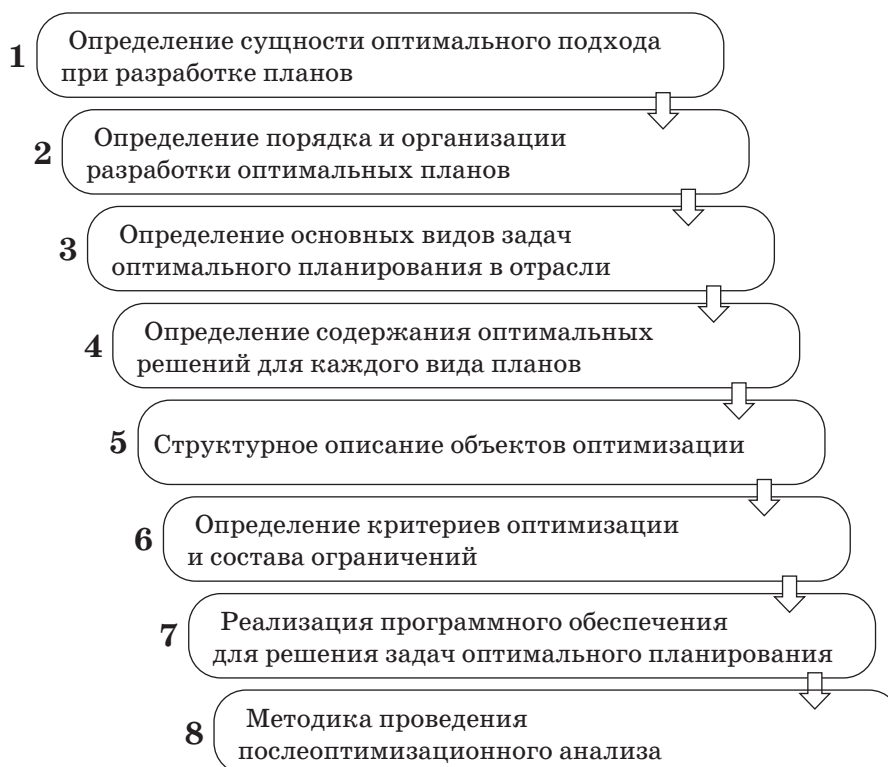 1 Определение сущности оптимального подхода
при разработке планов
2 Определение порядка и организации
разработки оптимальных планов
3 Определение основных видов задач
оптимального планирования в отрасли
4 Определение содержания оптимальных
решений для каждого вида планов
5 Структурное описание объектов оптимизации
6 Определение критериев оптимизации
и состава ограничений
7 Реализация программного обеспечения
для решения задач оптимального планирования
8 Методика проведения
послеоптимизационного анализа